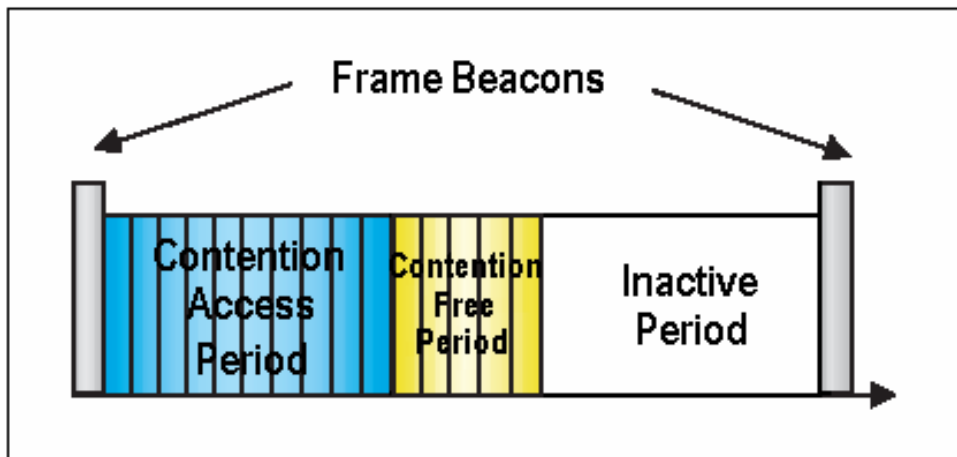 Frame Beacons
Contention
Access
Period
Contention
Free
Period
Inactive
Period